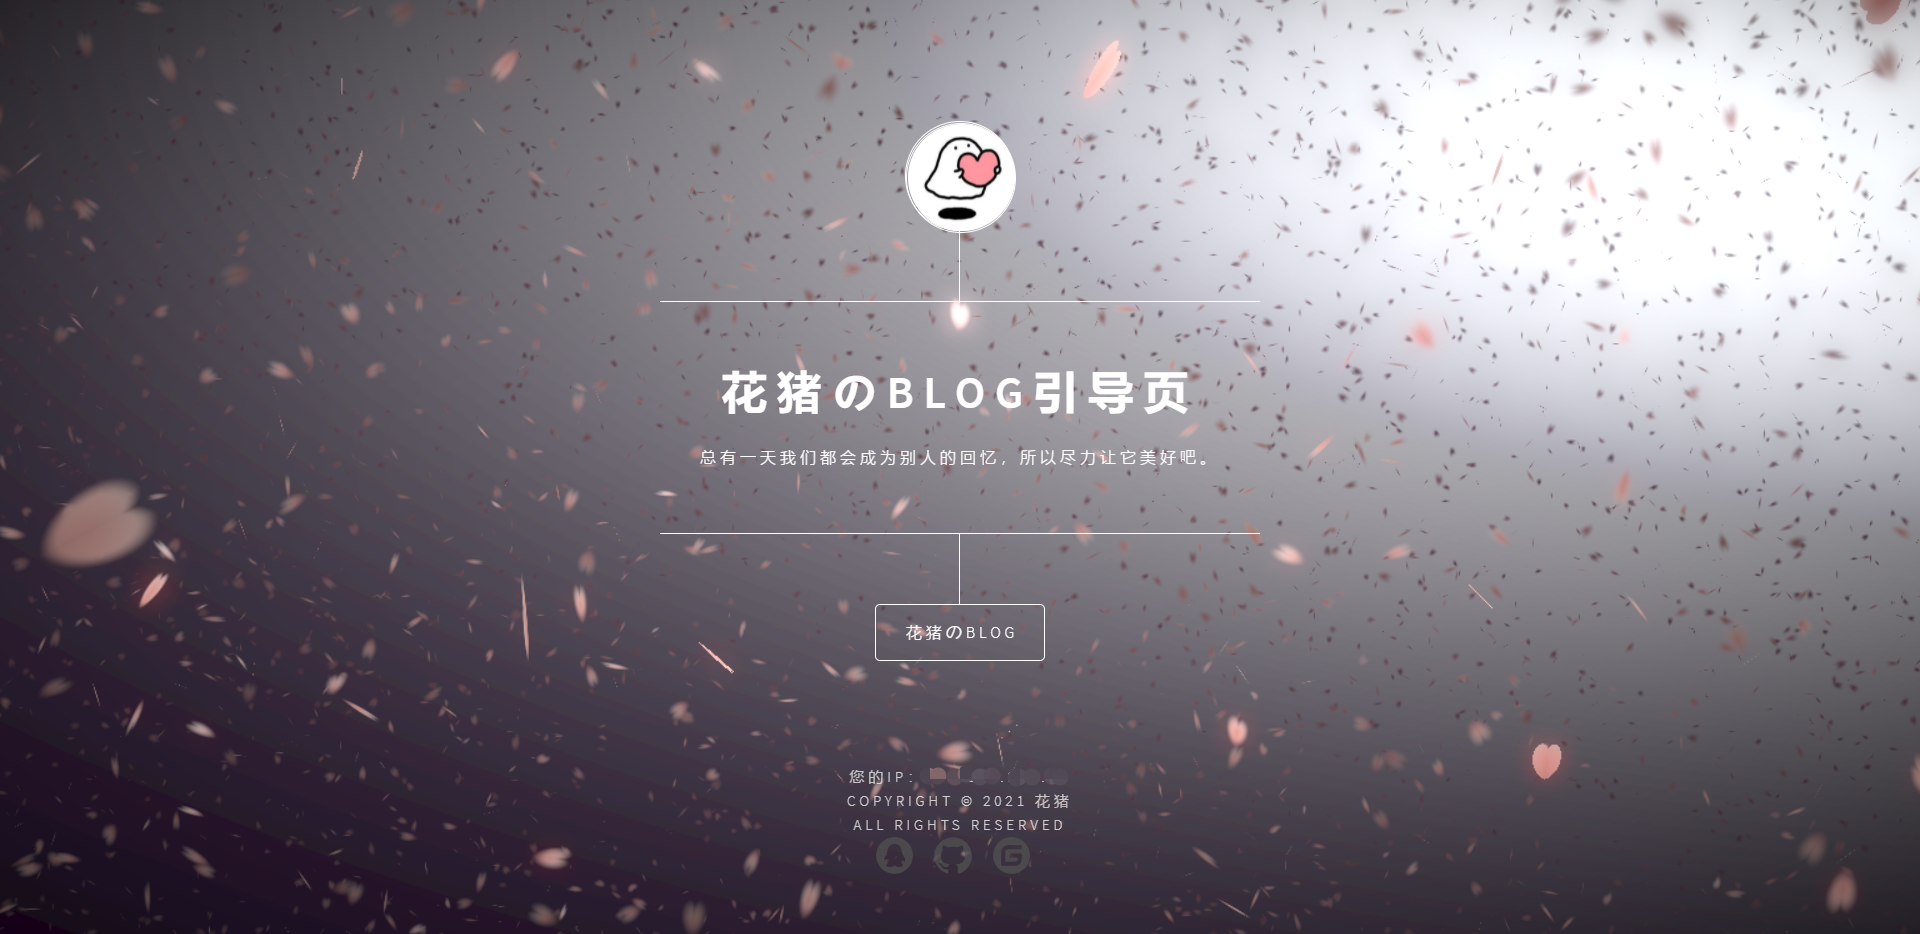 花猪のBLOG引导页
总有一天我们都会成为别人的回忆，所以尽力让它美好吧。
花猪のBLOG
您的IP：
COPYRIGHT © 2021 花猪
ALL RIGHTS RESERVED